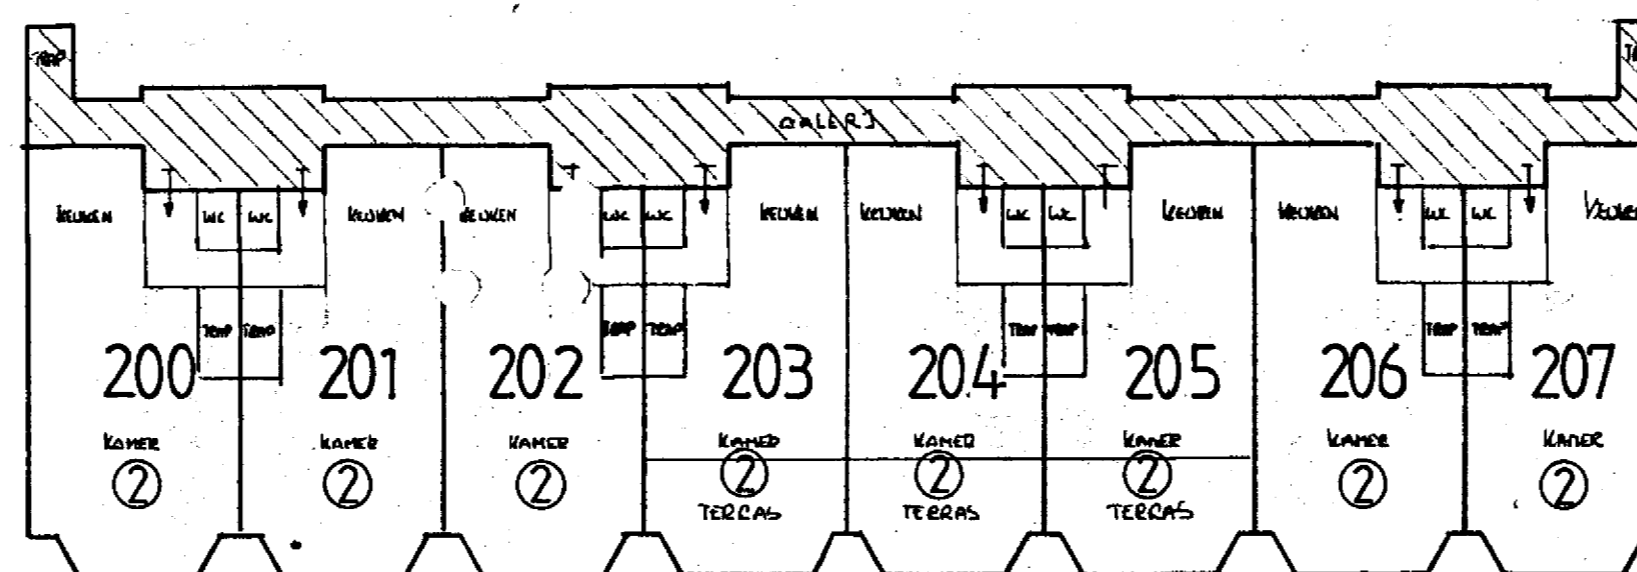 TRAP
GALERIJ
KEUKEN WC WC KEUKEN KEUKEN WC WC KEUKEN KEUKEN WC WC KEUKEN KEUKEN WC WC KEUKEN
TRAP TRAP TRAP TRAP TRAP TRAP TRAP TRAP
200 201 202 203 204 205 206 207
KAMER KAMER KAMER KAMER KAMER KAMER KAMER KAMER
2 2 2 2 2 2 2 2
TERRAS TERRAS TERRAS